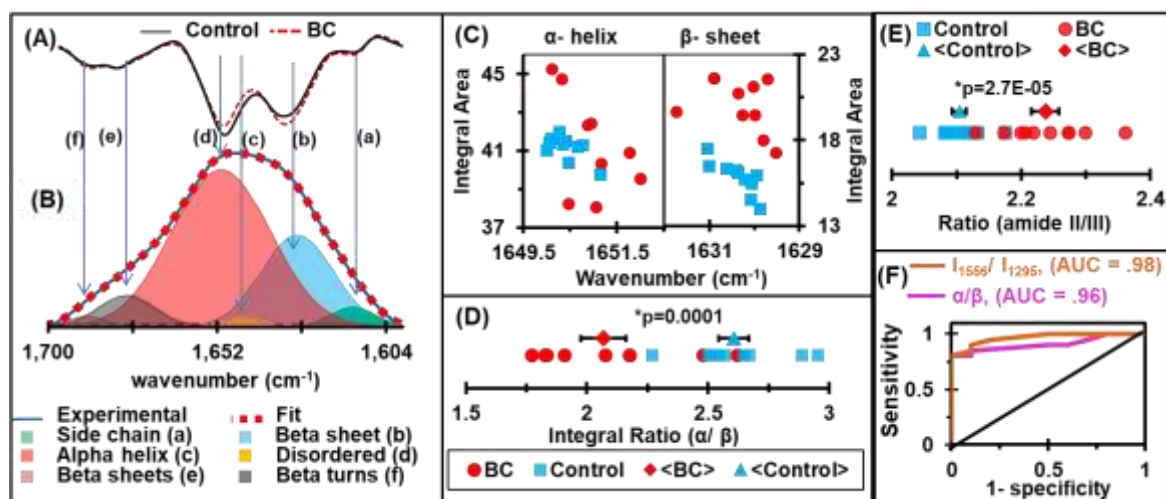 (A)
Control
BC
(f)
(e)
(d)
(c)
(b)
(a)
(B)
1,700
1,652
1,604
wavenumber (cm⁻¹)
Experimental
Fit
Side chain (a)
Beta sheet (b)
Alpha helix (c)
Disordered (d)
Beta sheets (e)
Beta turns (f)
(C)
α- helix
β- sheet
Integral Area
45
41
37
22
18
14
Integral Area
1649.5
1651.5
1631
1629
Wavenumber (cm⁻¹)
(D)
*p=0.0001
1.5
2
2.5
3
Integral Ratio (α/ β)
BC
Control
<BC>
<Control>
(E)
Control
BC
<Control>
<BC>
*p=2.7E-05
2
2.2
2.4
Ratio (amide II/III)
(F)
I₁₅₅₆/ I₁₂₉₅, (AUC = .98)
α/β, (AUC = .96)
Sensitivity
1
0.5
0
0
0.5
1
1- specificity